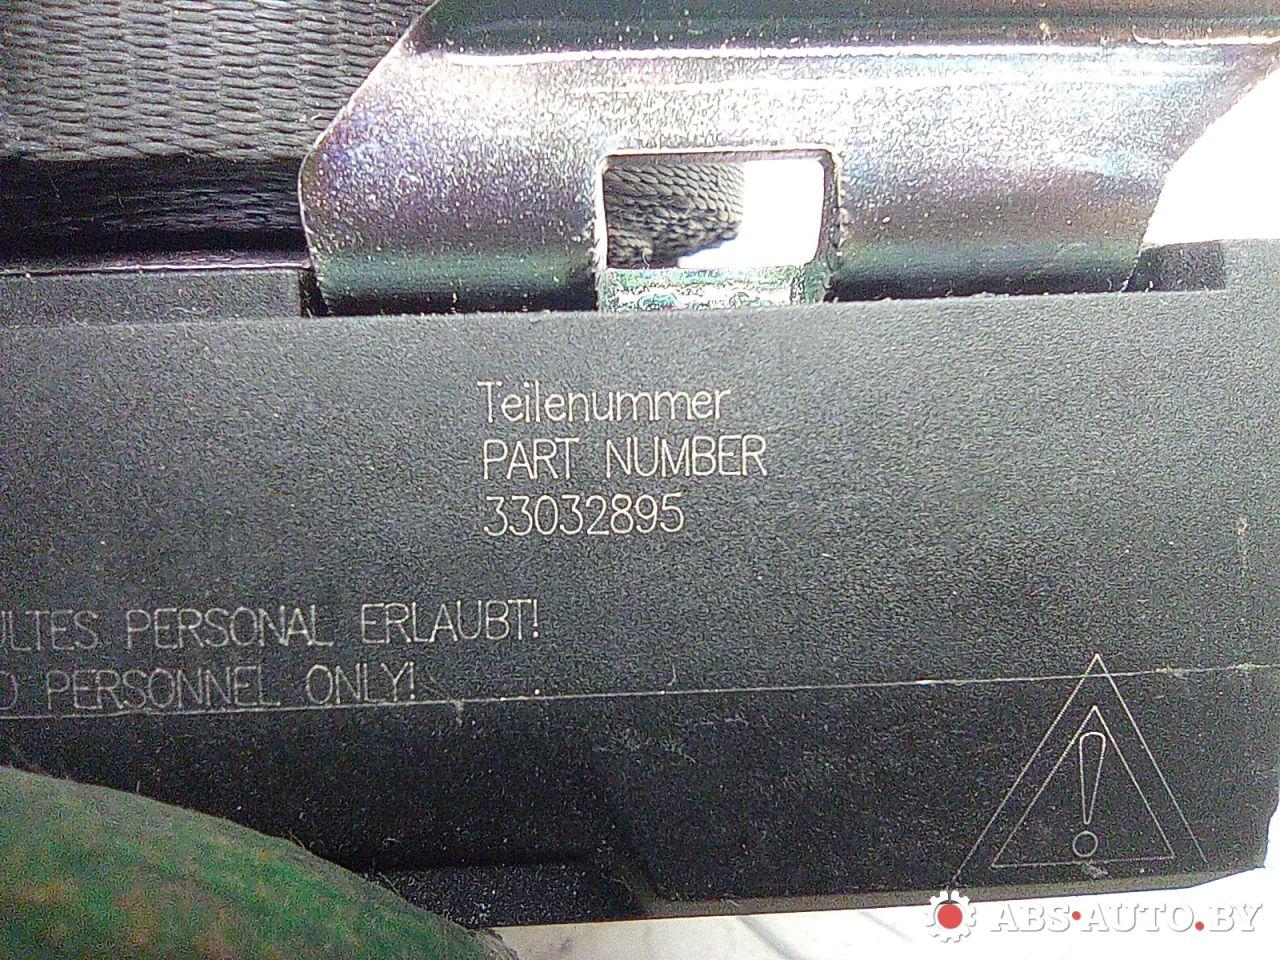 Teilenummer
PART NUMBER
33032895
ULTES PERSONAL ERLAUBT!
D PERSONNEL ONLY!
ABS·AUTO.BY